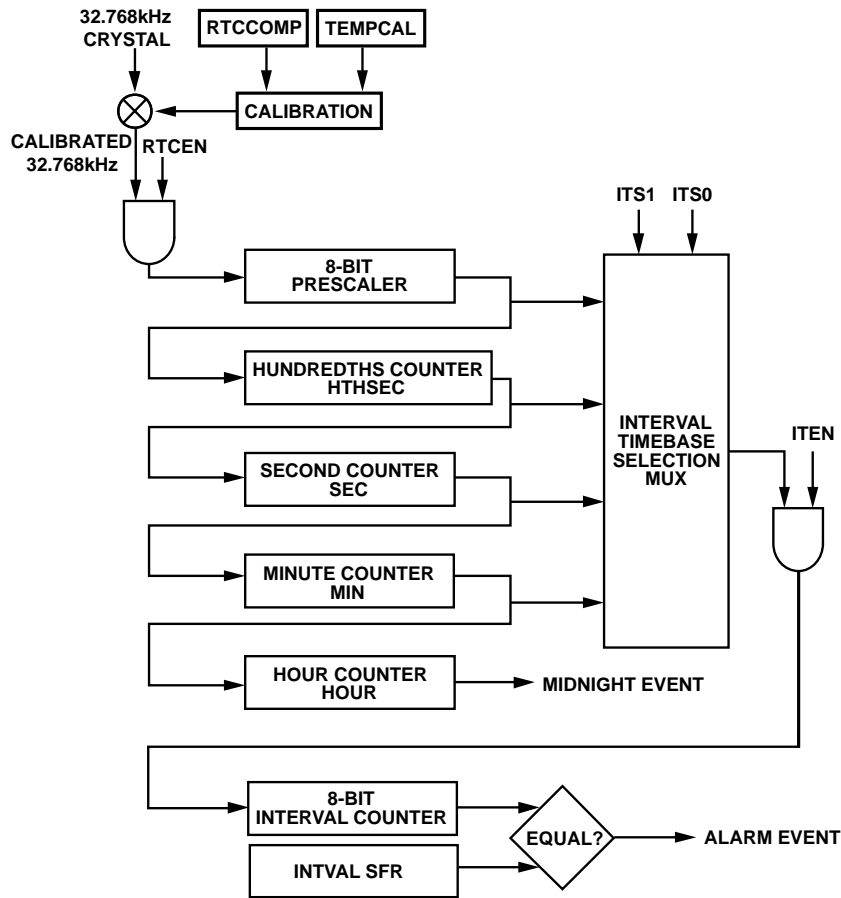 32.768kHz
CRYSTAL
RTCCOMP
TEMPCAL
CALIBRATION
CALIBRATED
32.768kHz
RTCEN
ITS1
ITS0
8-BIT
PRESCALER
HUNDREDTHS COUNTER
HTHSEC
INTERVAL
TIMEBASE
SELECTION
MUX
ITEN
SECOND COUNTER
SEC
MINUTE COUNTER
MIN
HOUR COUNTER
HOUR
MIDNIGHT EVENT
8-BIT
INTERVAL COUNTER
EQUAL?
ALARM EVENT
INTVAL SFR